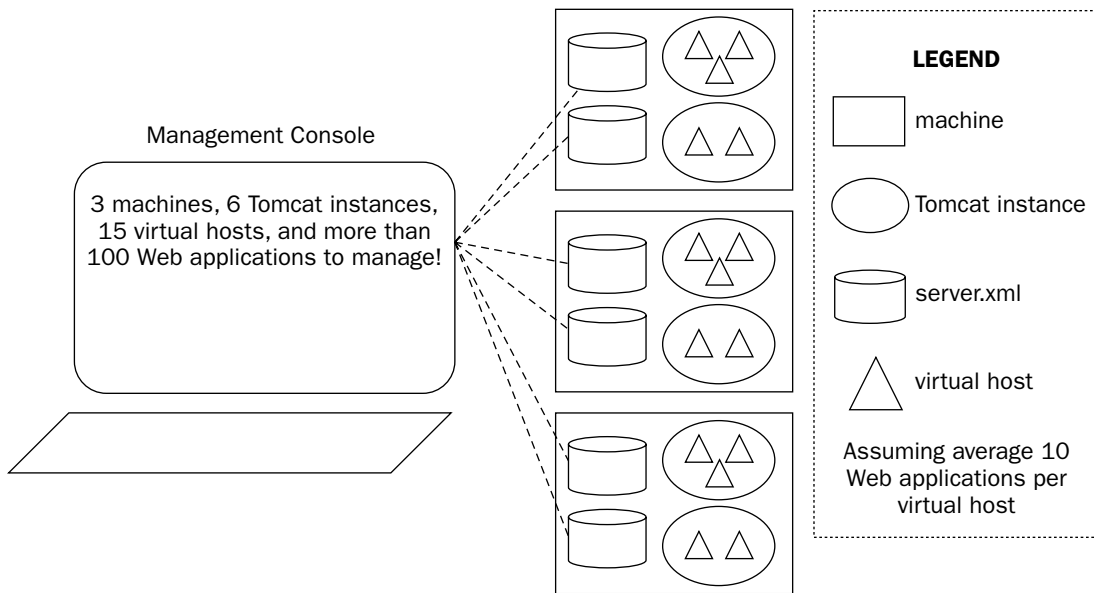 Management Console
3 machines, 6 Tomcat instances,
15 virtual hosts, and more than
100 Web applications to manage!
LEGEND
machine
Tomcat instance
server.xml
virtual host
Assuming average 10
Web applications per
virtual host